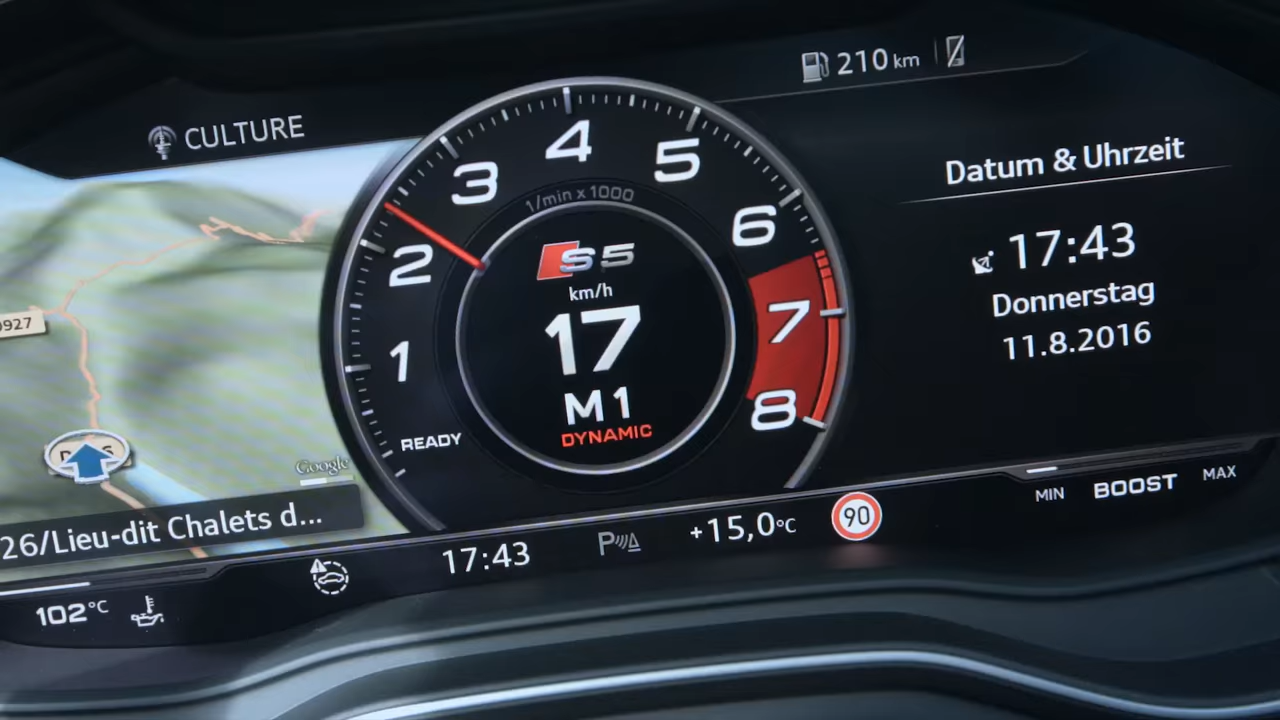 210 km
CULTURE
Datum & Uhrzeit
17:43
Donnerstag
11.8.2016
1
2
3
4
5
6
7
8
1/min x 1000
S5
km/h
17
M1
DYNAMIC
READY
927
Google
26/Lieu-dit Chalets d...
MIN BOOST MAX
17:43
P
+15,0°C
90
102°C